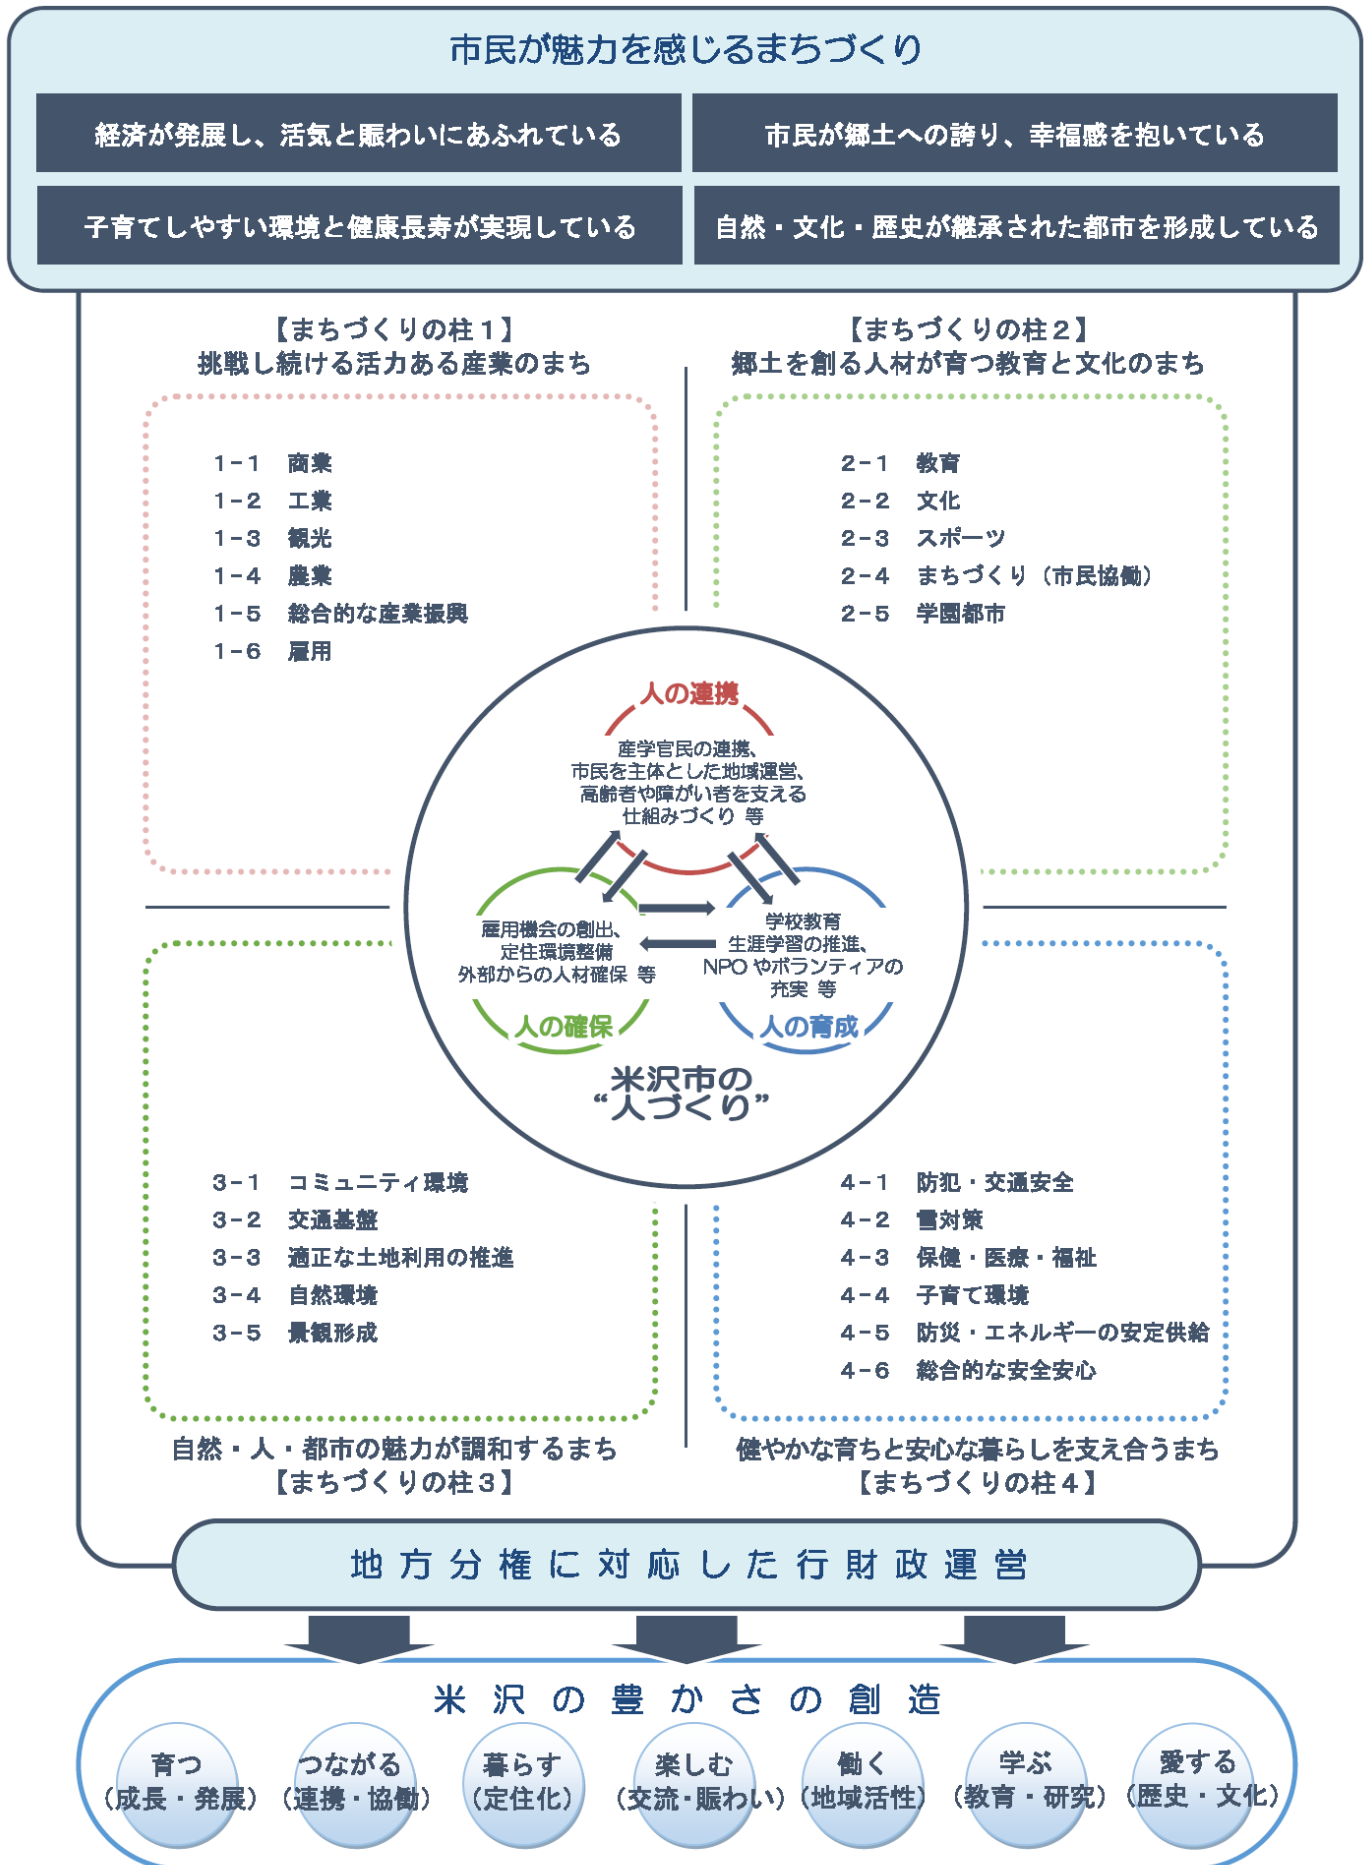 市民が魅力を感じるまちづくり
経済が発展し、活気と賑わいにあふれている
市民が郷土への誇り、幸福感を抱いている
子育てしやすい環境と健康長寿が実現している
自然・文化・歴史が継承された都市を形成している
【まちづくりの柱１】
挑戦し続ける活力ある産業のまち
【まちづくりの柱２】
郷土を創る人材が育つ教育と文化のまち
１−１　商業
１−２　工業
１−３　観光
１−４　農業
１−５　総合的な産業振興
１−６　雇用
２−１　教育
２−２　文化
２−３　スポーツ
２−４　まちづくり（市民協働）
２−５　学園都市
人の連携
産学官民の連携、
市民を主体とした地域運営、
高齢者や障がい者を支える
仕組みづくり 等
雇用機会の創出、
定住環境整備
外部からの人材確保 等
人の確保
学校教育
生涯学習の推進、
NPO やボランティアの
充実 等
人の育成
米沢市の
“人づくり”
３−１　コミュニティ環境
３−２　交通基盤
３−３　適正な土地利用の推進
３−４　自然環境
３−５　景観形成
４−１　防犯・交通安全
４−２　雪対策
４−３　保健・医療・福祉
４−４　子育て環境
４−５　防災・エネルギーの安定供給
４−６　総合的な安全安心
自然・人・都市の魅力が調和するまち
【まちづくりの柱３】
健やかな育ちと安心な暮らしを支え合うまち
【まちづくりの柱４】
地方分権に対応した行財政運営
米沢の豊かさの創造
育つ
（成長・発展）
つながる
（連携・協働）
暮らす
（定住化）
楽しむ
（交流・賑わい）
働く
（地域活性）
学ぶ
（教育・研究）
愛する
（歴史・文化）